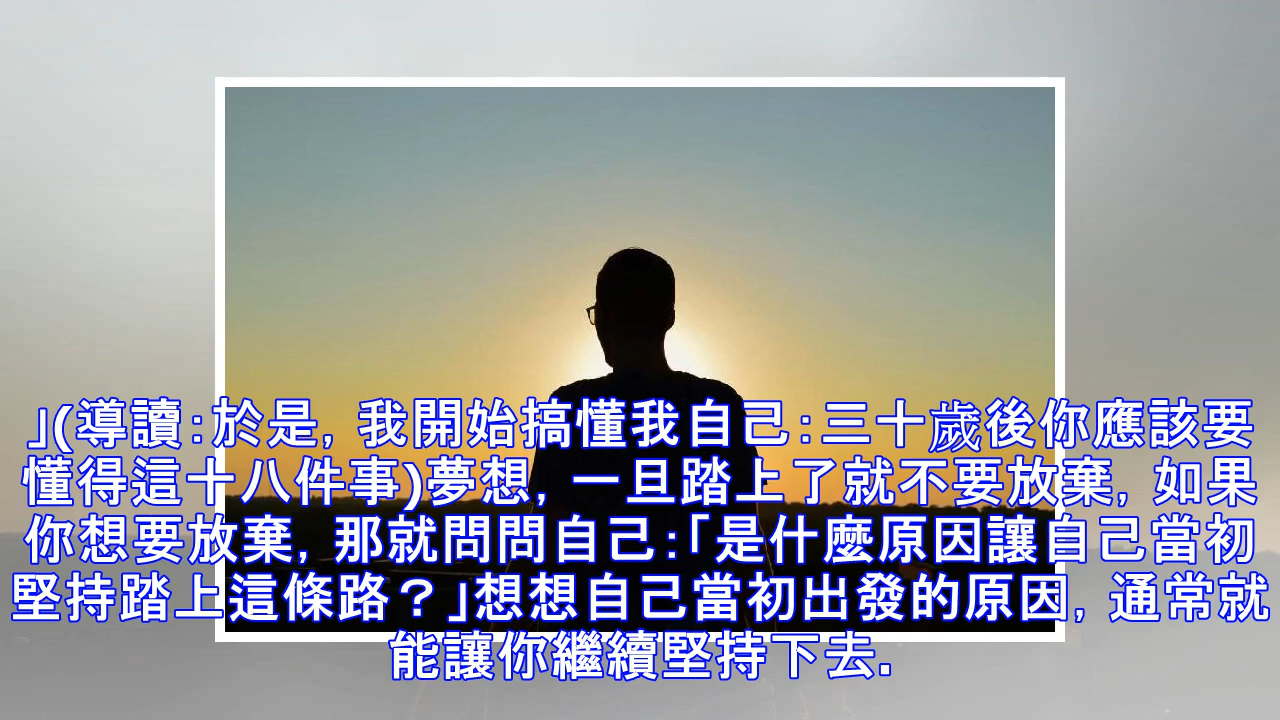 」(導讀:於是, 我開始搞懂我自己:三十歲後你應該要
懂得這十八件事)夢想, 一旦踏上了就不要放棄, 如果
你想要放棄, 那就問問自己:「是什麼原因讓自己當初
堅持踏上這條路？」想想自己當初出發的原因, 通常就
能讓你繼續堅持下去.